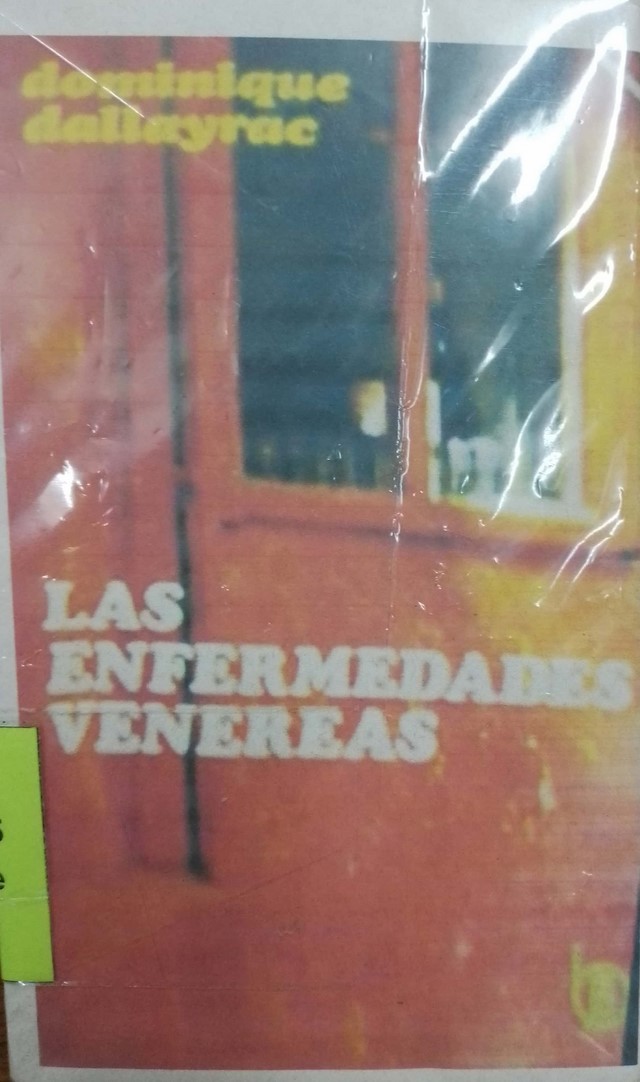 dominique
dallayrac
LAS
ENFERMEDADES
VENEREAS
b
s
e